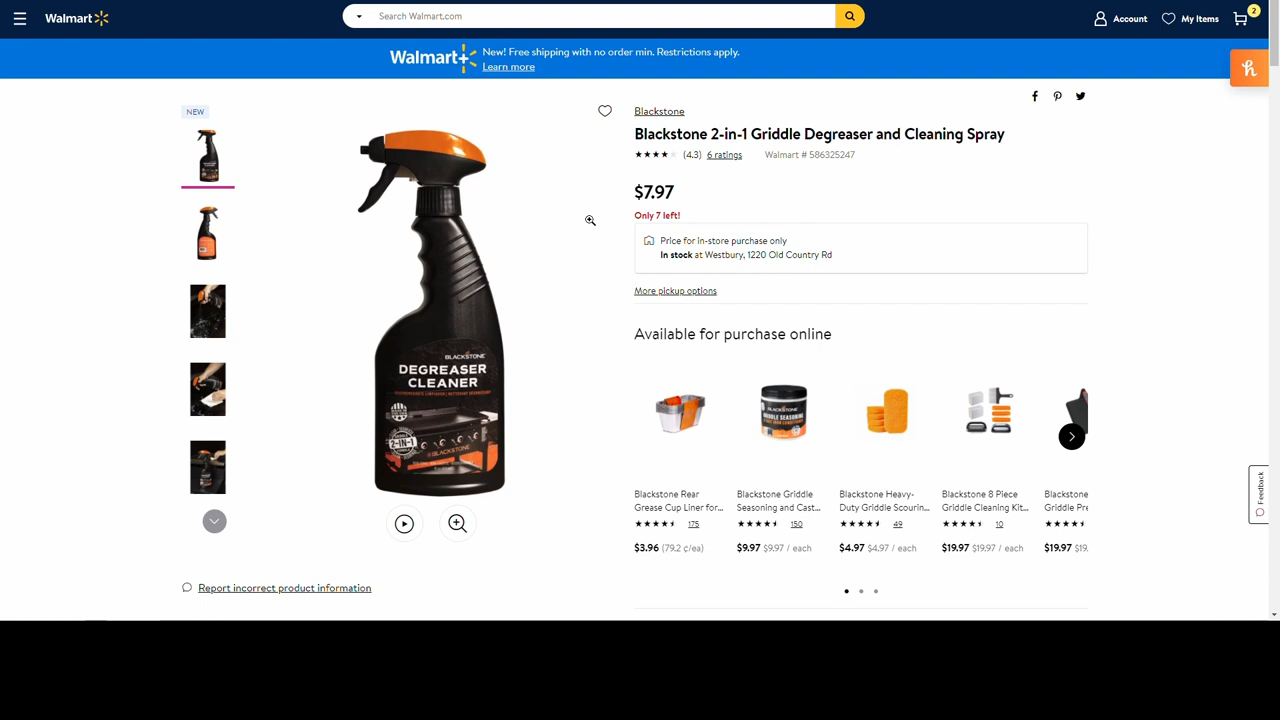 Walmart
Search Walmart.com
Account
My Items
2
Walmart+
New! Free shipping with no order min. Restrictions apply.
Learn more
h
NEW
Blackstone
Blackstone 2-in-1 Griddle Degreaser and Cleaning Spray
(4.3) 6 ratings Walmart # 586325247
$7.97
Only 7 left!
Price for in-store purchase only
In stock at Westbury, 1220 Old Country Rd
More pickup options
BLACKSTONE
DEGREASER
CLEANER
2-IN-1
BLACKSTONE
Available for purchase online
BLACKSTONE
Blackstone Rear
Grease Cup Liner for...
175
$3.96 (79.2 ¢/ea)
Blackstone Griddle
Seasoning and Cast...
150
$9.97 $9.97 / each
Blackstone Heavy-
Duty Griddle Scourin...
49
$4.97 $4.97 / each
Blackstone 8 Piece
Griddle Cleaning Kit...
10
$19.97 $19.97 / each
Blackstone
Griddle Pre
$19.97 $19.
Feedback
Report incorrect product information